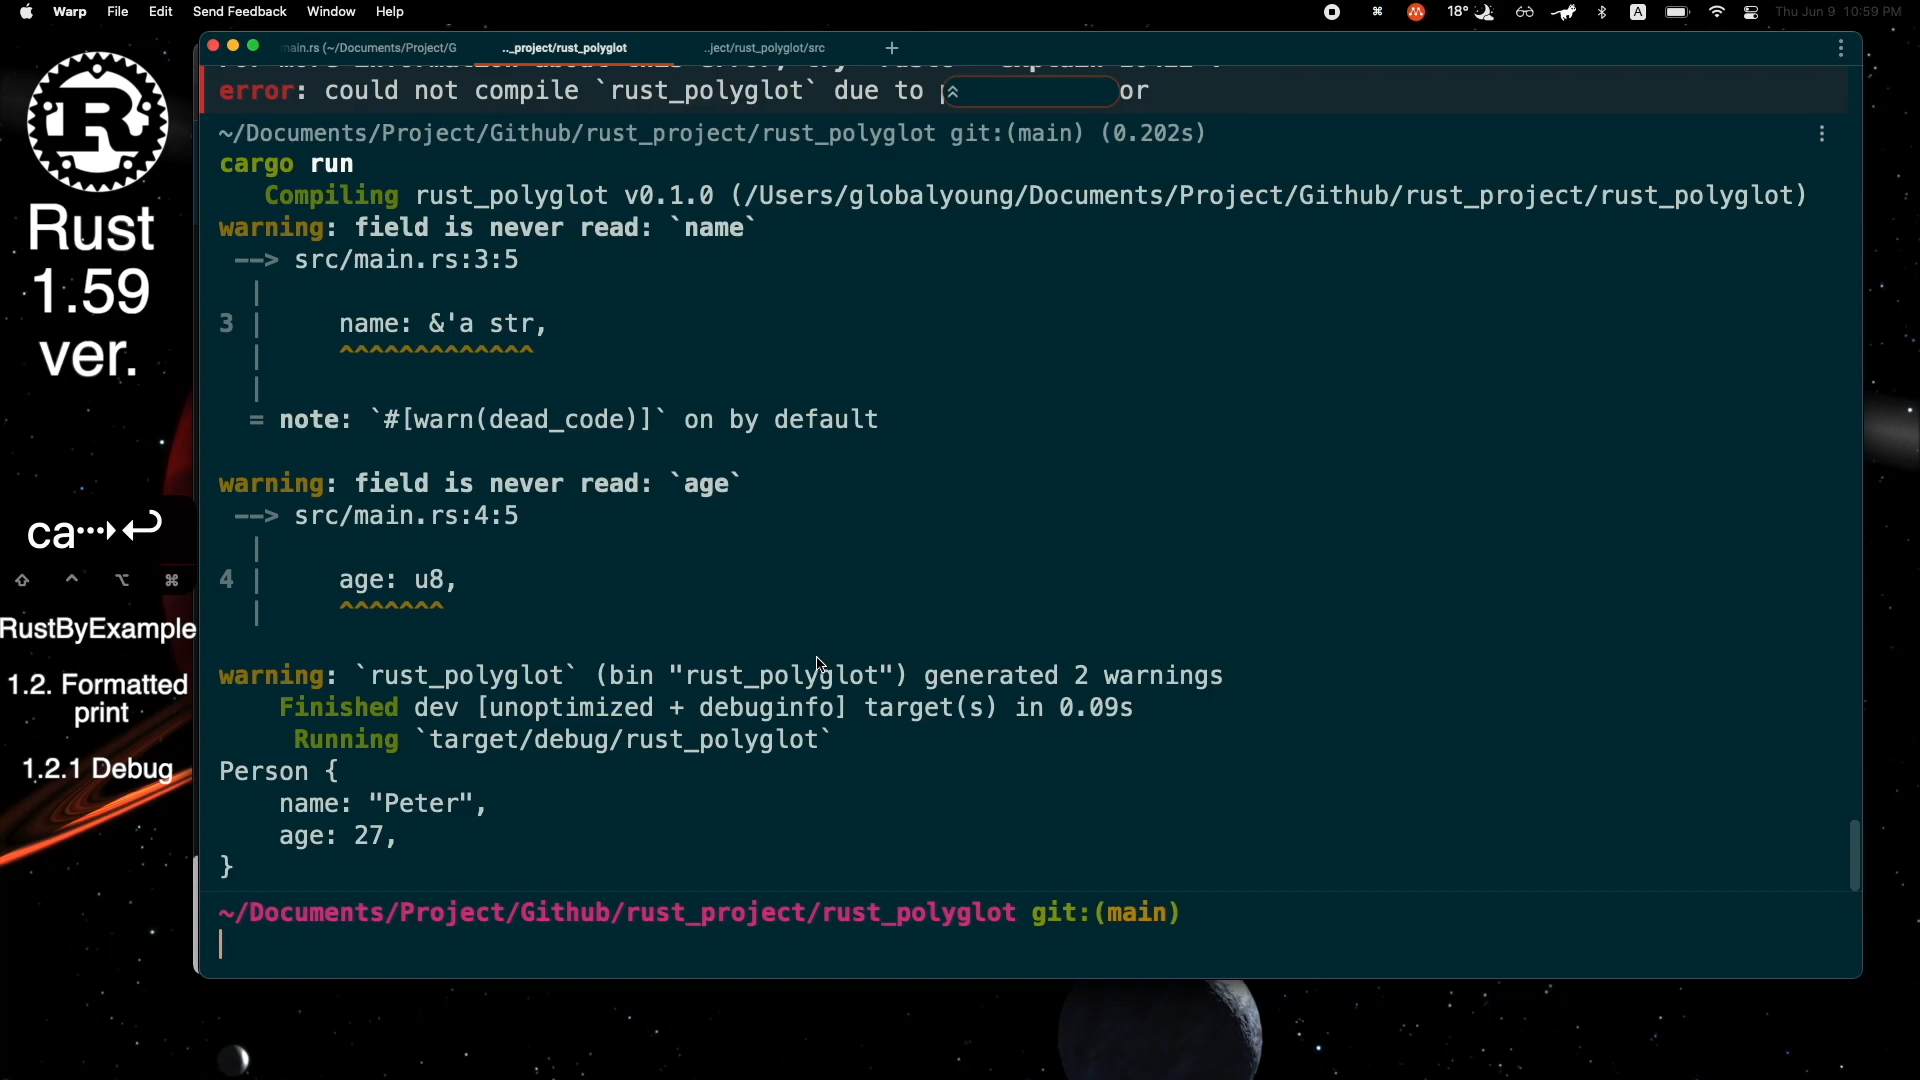 Warp File Edit Send Feedback Window Help 18° A Thu Jun 9 10:59 PM
main.rs (~/Documents/Project/G
.._project/rust_polyglot
..ject/rust_polyglot/src
error: could not compile `rust_polyglot` due to
~/Documents/Project/Github/rust_project/rust_polyglot git:(main) (0.202s)
cargo run
Compiling rust_polyglot v0.1.0 (/Users/globalyoung/Documents/Project/Github/rust_project/rust_polyglot)
warning: field is never read: `name`
--> src/main.rs:3:5
|
3 | name: &'a str,
| ^^^^^^^^^^^^^
|
= note: `#[warn(dead_code)]` on by default
warning: field is never read: `age`
--> src/main.rs:4:5
|
4 | age: u8,
| ^^^^^^^
warning: `rust_polyglot` (bin "rust_polyglot") generated 2 warnings
Finished dev [unoptimized + debuginfo] target(s) in 0.09s
Running `target/debug/rust_polyglot`
Person {
name: "Peter",
age: 27,
}
~/Documents/Project/Github/rust_project/rust_polyglot git:(main)
R
Rust
1.59
ver.
ca
RustByExample
1.2. Formatted
print
1.2.1 Debug